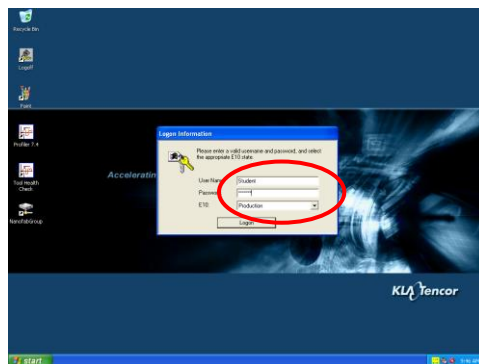 Recycle Bin
Logoff
Paint
Profiler 7.4
Tool Health
Check
NanofabGroup
Acceleratin
Logon Information
Please enter a valid username and password, and select
the appropriate E10 state.
User Name
Student
Password
E10:
Production
Logon
KLA Tencor
start